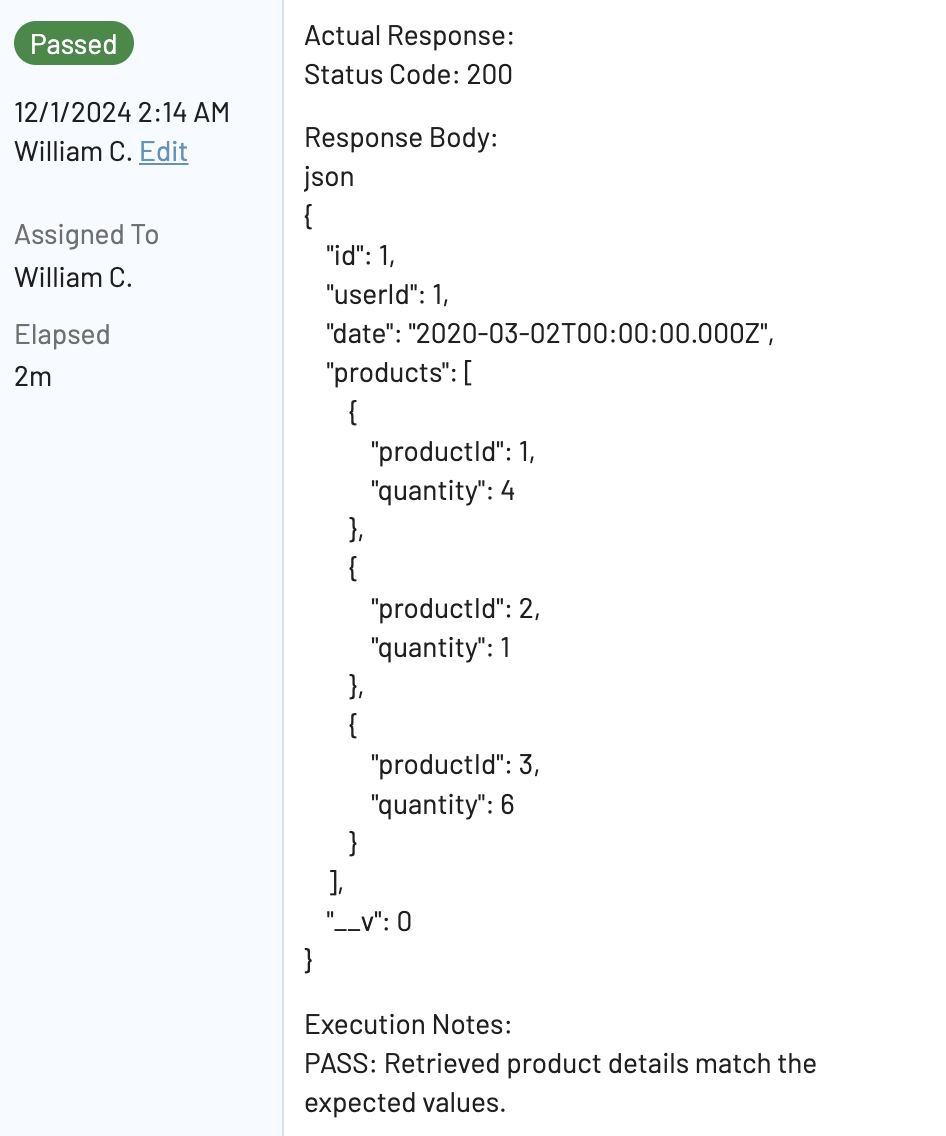 Passed
12/1/2024 2:14 AM
William C. Edit
Assigned To
William C.
Elapsed
2m
Actual Response:
Status Code: 200
Response Body:
json
{
"id": 1,
"userId": 1,
"date": "2020-03-02T00:00:00.000Z",
"products": [
{
"productId": 1,
"quantity": 4
},
{
"productId": 2,
"quantity": 1
},
{
"productId": 3,
"quantity": 6
}
],
"__v": 0
}
Execution Notes:
PASS: Retrieved product details match the
expected values.